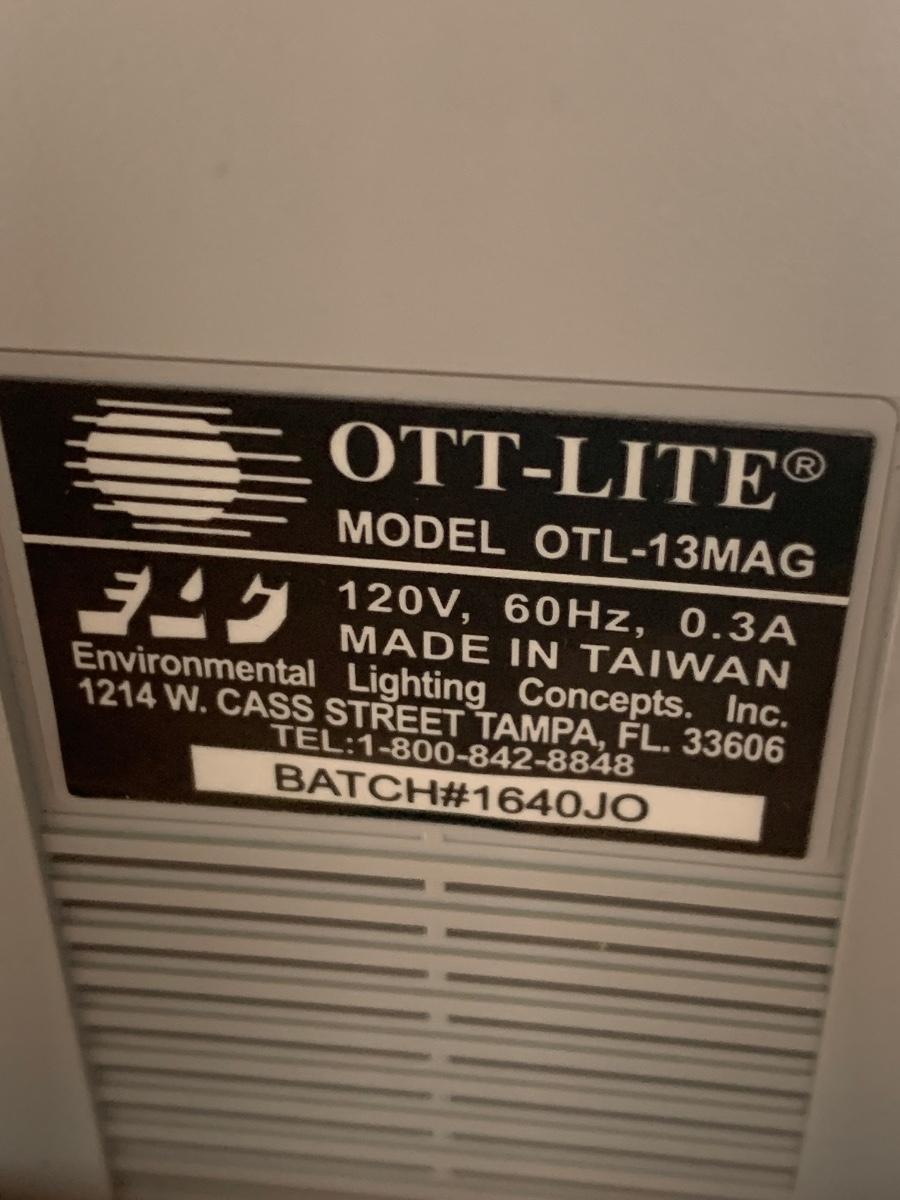 OTT-LITE®
MODEL OTL-13MAG
120V, 60Hz, 0.3A
MADE IN TAIWAN
Environmental Lighting Concepts. Inc.
1214 W. CASS STREET TAMPA, FL. 33606
TEL:1-800-842-8848
BATCH#1640JO